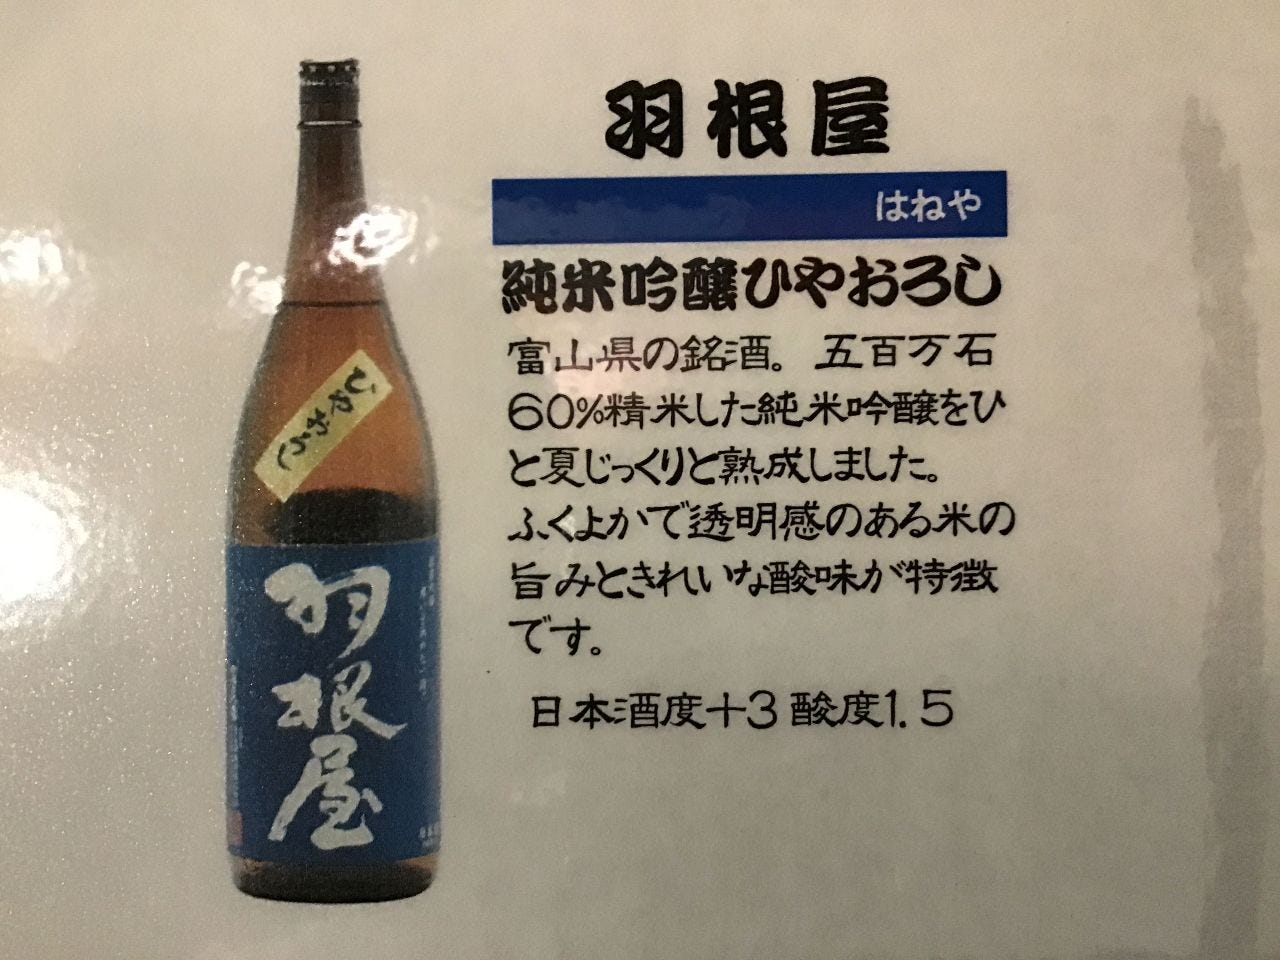 羽根屋
はねや
純米吟醸ひやおろし
富山県の銘酒。五百万石
60%精米した純米吟醸をひ
と夏じっくりと熟成しました。
ふくよかで透明感のある米の
旨みときれいな酸味が特徴
です。
日本酒度+3 酸度1.5
ひやおろし
羽根屋